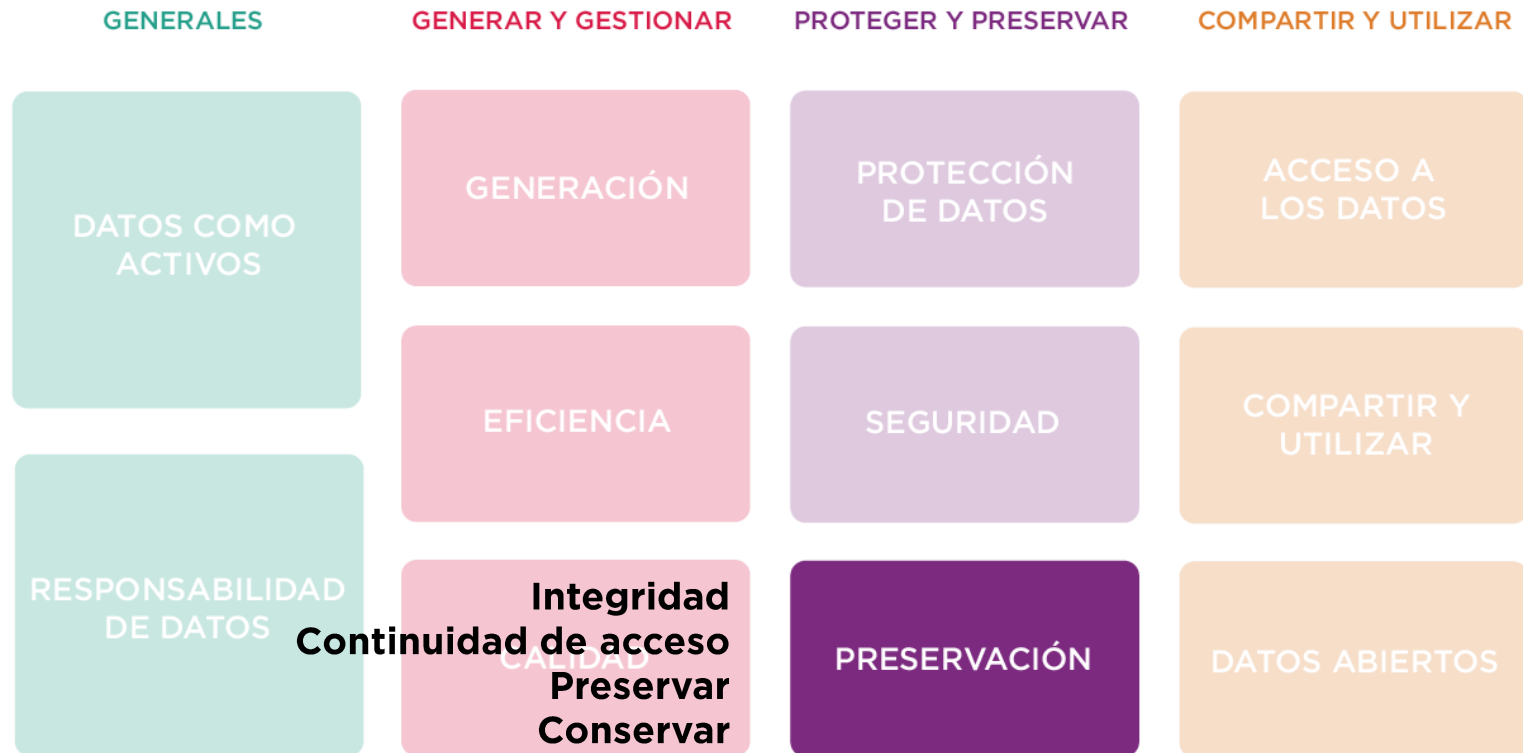 GENERALES
GENERAR Y GESTIONAR
PROTEGER Y PRESERVAR
COMPARTIR Y UTILIZAR
DATOS COMO
ACTIVOS
RESPONSABILIDAD
DE DATOS
GENERACIÓN
EFICIENCIA
CALIDAD
Integridad
Continuidad de acceso
Preservar
Conservar
PROTECCIÓN
DE DATOS
SEGURIDAD
PRESERVACIÓN
ACCESO A
LOS DATOS
COMPARTIR Y
UTILIZAR
DATOS ABIERTOS